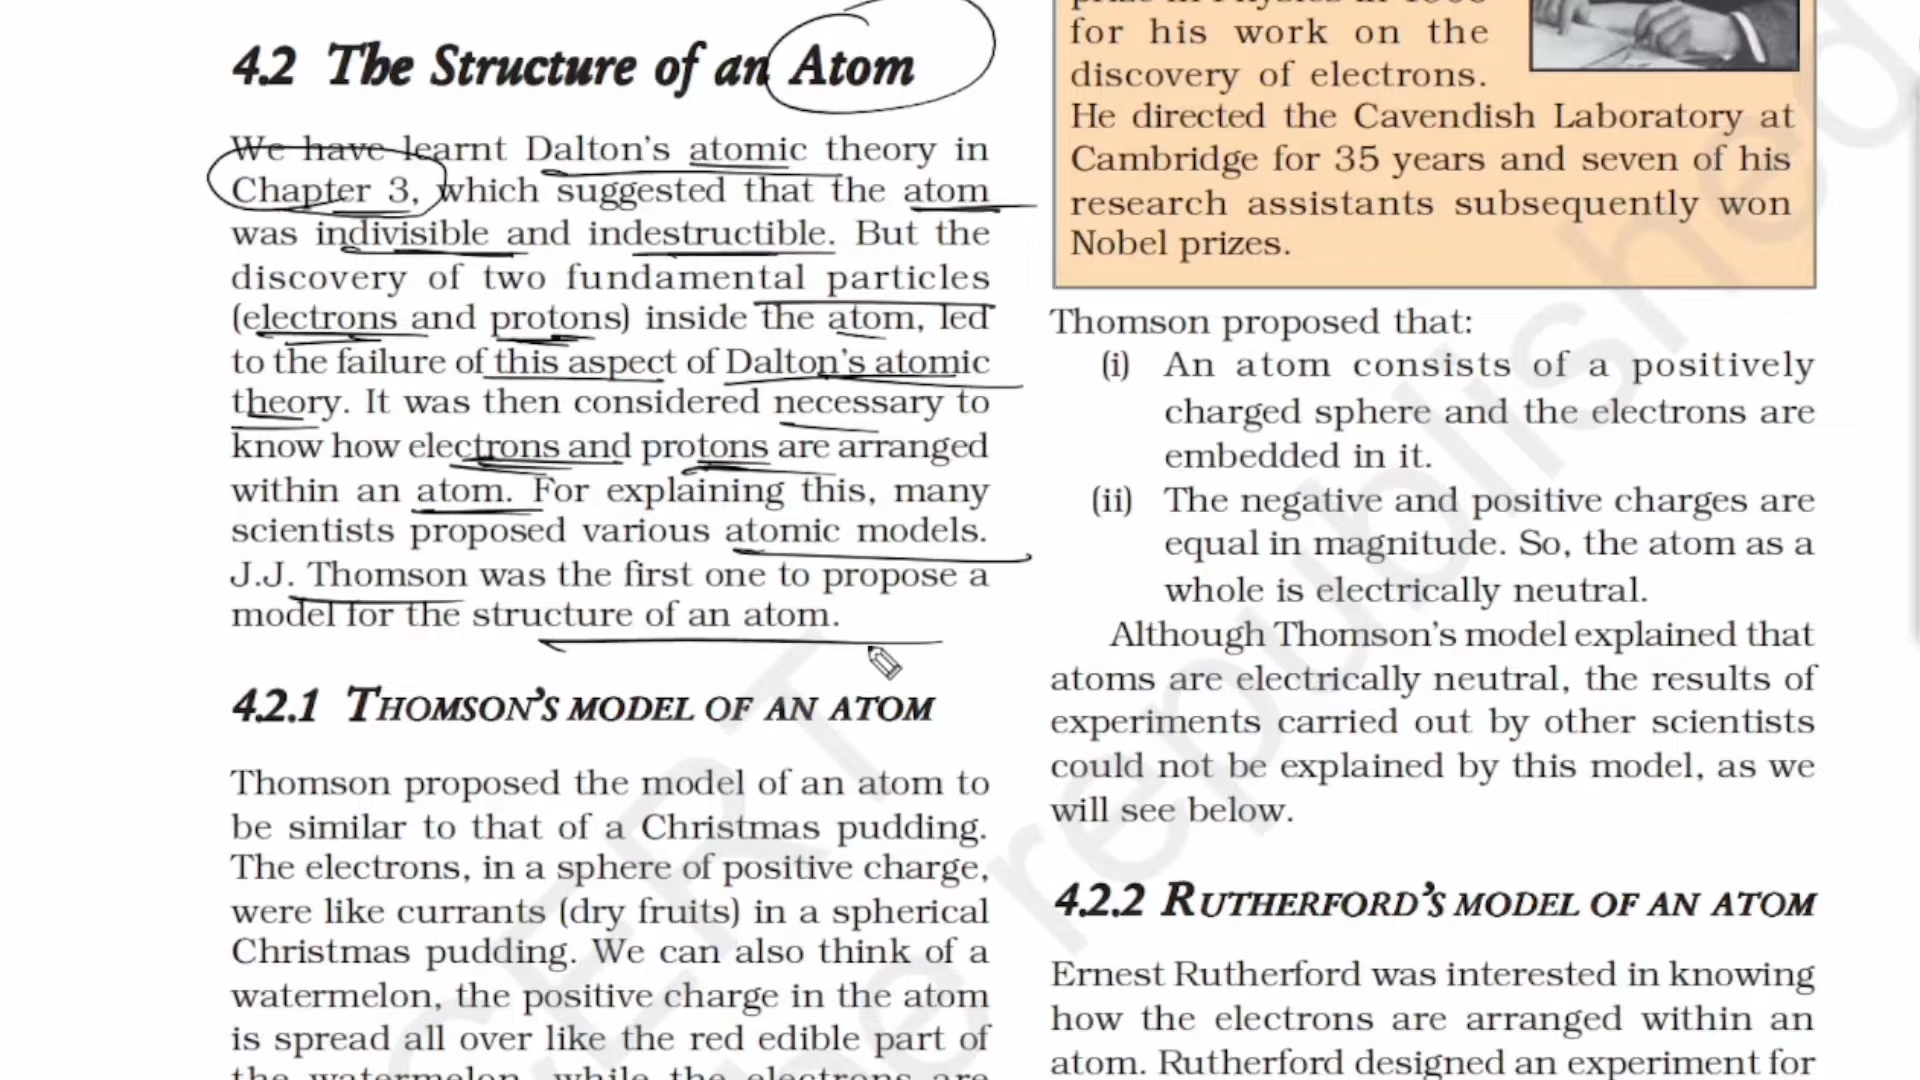 4.2 The Structure of an Atom
We have learnt Dalton's atomic theory in
Chapter 3, which suggested that the atom
was indivisible and indestructible. But the
discovery of two fundamental particles
(electrons and protons) inside the atom, led
to the failure of this aspect of Dalton's atomic
theory. It was then considered necessary to
know how electrons and protons are arranged
within an atom. For explaining this, many
scientists proposed various atomic models.
J.J. Thomson was the first one to propose a
model for the structure of an atom.
4.2.1 THOMSON'S MODEL OF AN ATOM
Thomson proposed the model of an atom to
be similar to that of a Christmas pudding.
The electrons, in a sphere of positive charge,
were like currants (dry fruits) in a spherical
Christmas pudding. We can also think of a
watermelon, the positive charge in the atom
is spread all over like the red edible part of
the watermelon, while the electrons are
prize in Physics in
for his work on the
discovery of electrons.
He directed the Cavendish Laboratory at
Cambridge for 35 years and seven of his
research assistants subsequently won
Nobel prizes.
Thomson proposed that:
(i) An atom consists of a positively
charged sphere and the electrons are
embedded in it.
(ii) The negative and positive charges are
equal in magnitude. So, the atom as a
whole is electrically neutral.
Although Thomson's model explained that
atoms are electrically neutral, the results of
experiments carried out by other scientists
could not be explained by this model, as we
will see below.
4.2.2 RUTHERFORD'S MODEL OF AN ATOM
Ernest Rutherford was interested in knowing
how the electrons are arranged within an
atom. Rutherford designed an experiment for
republished